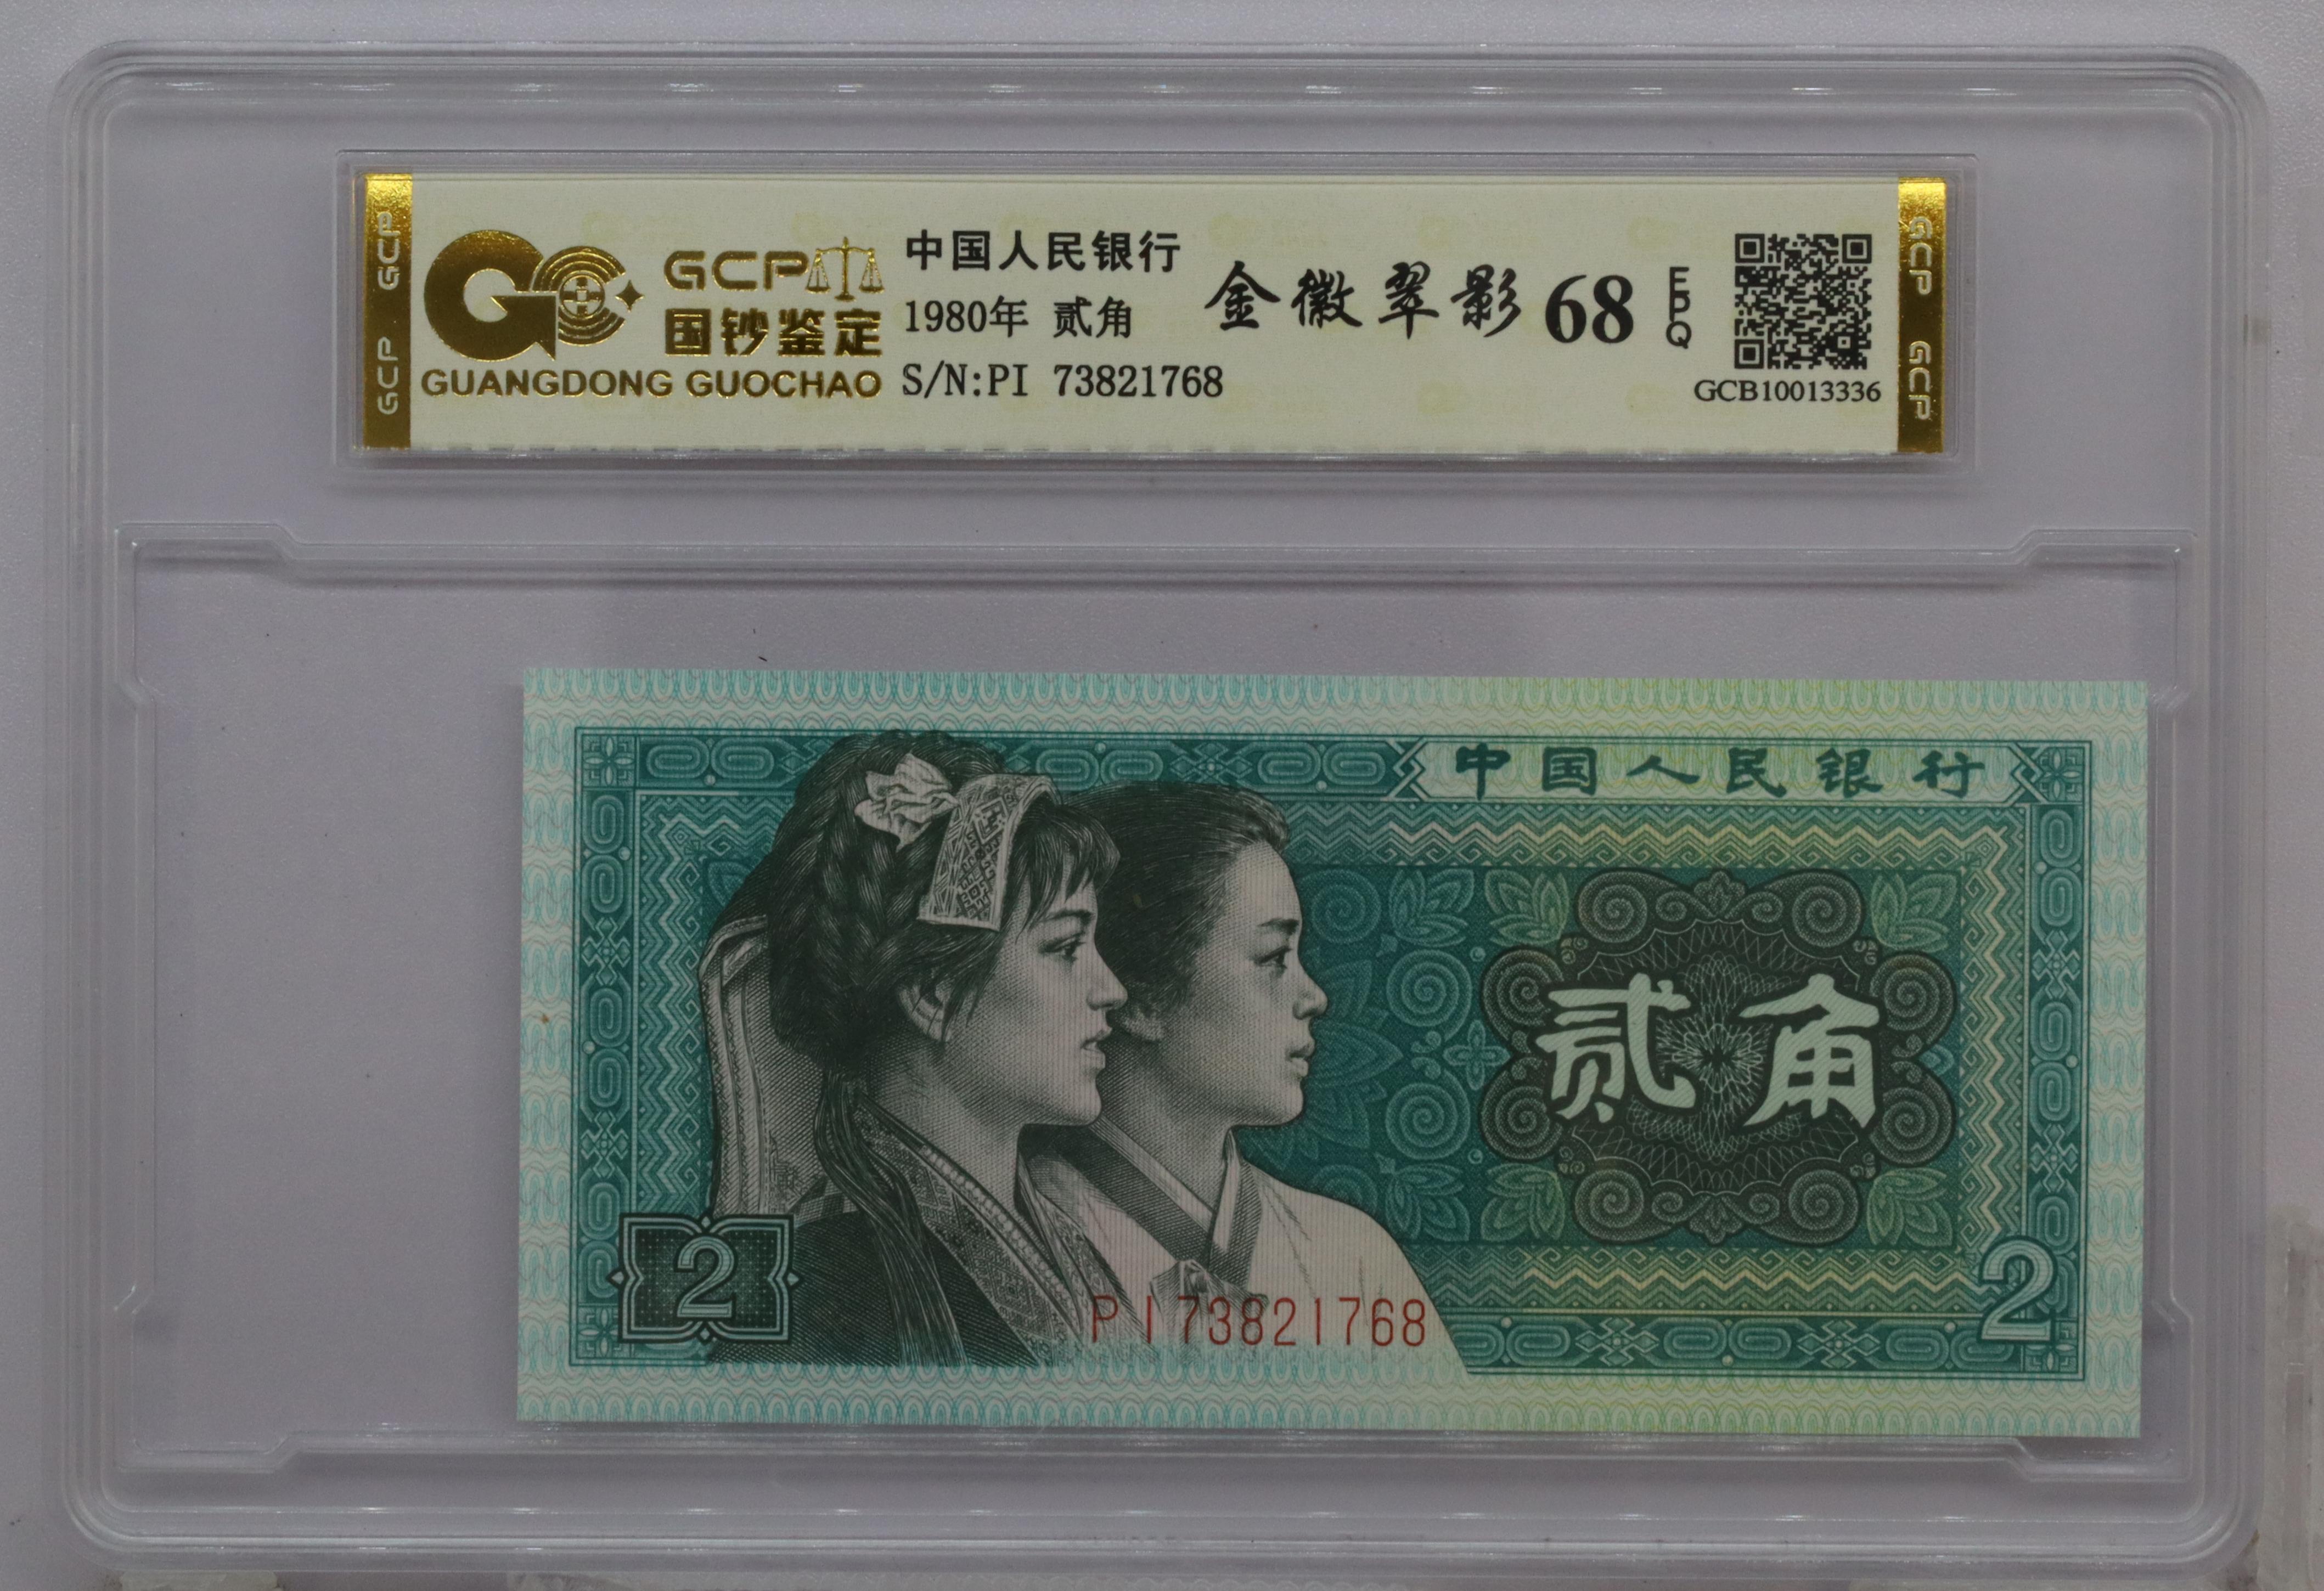 GCP GCP
GCP
国钞鉴定
GUANGDONG GUOCHAO
中国人民银行
1980年 贰角
S/N:PI 73821768
金徽翠影 68 EPQ
GCB10013336
GCP GCP
中国人民银行
贰角
2
PI73821768
2